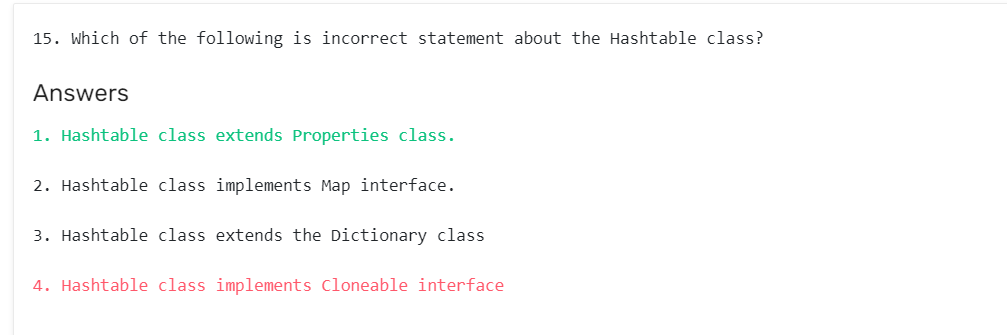 15. Which of the following is incorrect statement about the Hashtable class?
Answers
1. Hashtable class extends Properties class.
2. Hashtable class implements Map interface.
3. Hashtable class extends the Dictionary class
4. Hashtable class implements Cloneable interface